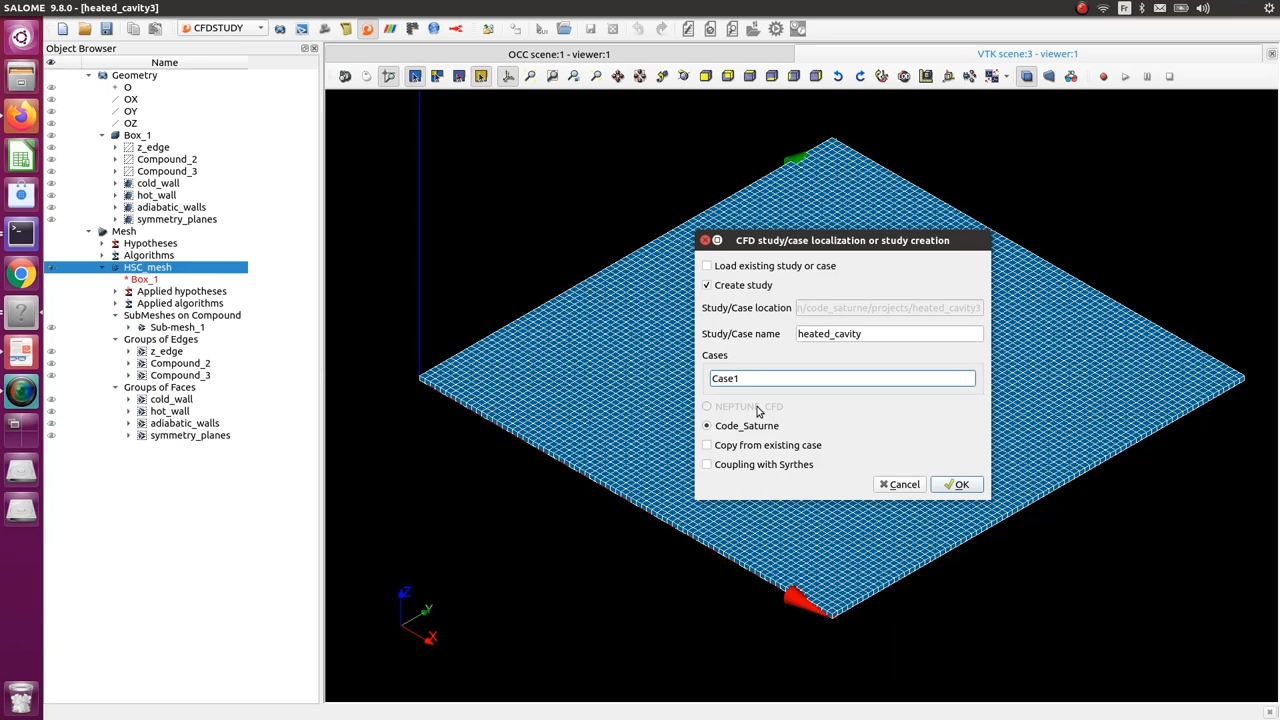 SALOME 9.8.0 - [heated_cavity3]
Fr
CFDSTUDY
Object Browser
OCC scene:1 - viewer:1
VTK scene:3 - viewer:1
Name
Geometry
O
OX
OY
OZ
Box_1
z_edge
Compound_2
Compound_3
cold_wall
hot_wall
adiabatic_walls
symmetry_planes
Mesh
Hypotheses
Algorithms
HSC_mesh
* Box_1
Applied hypotheses
Applied algorithms
SubMeshes on Compound
Sub-mesh_1
Groups of Edges
z_edge
Compound_2
Compound_3
Groups of Faces
cold_wall
hot_wall
adiabatic_walls
symmetry_planes
CFD study/case localization or study creation
Load existing study or case
Create study
Study/Case location n/code_saturne/projects/heated_cavity3
Study/Case name heated_cavity
Cases
Case1
NEPTUNE_CFD
Code_Saturne
Copy from existing case
Coupling with Syrthes
Cancel OK
Z
Y
X